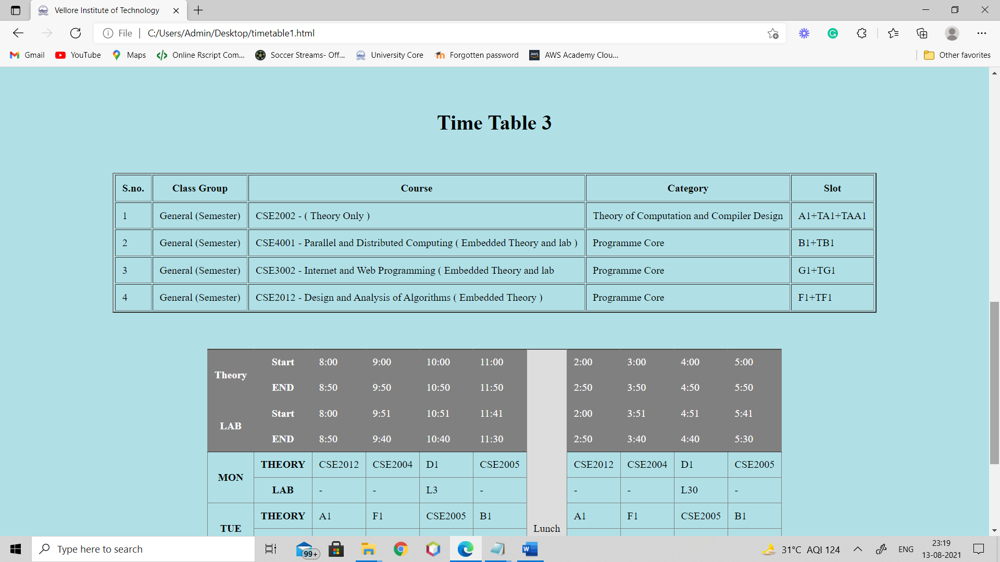 Vellore Institute of Technology
File C:/Users/Admin/Desktop/timetable1.html
Gmail YouTube Maps Online Rscript Com... Soccer Streams- Off... University Core Forgotten password aws AWS Academy Clou... Other favorites
Time Table 3
S.no. Class Group Course Category Slot
1 General (Semester) CSE2002 - ( Theory Only ) Theory of Computation and Compiler Design A1+TA1+TAA1
2 General (Semester) CSE4001 - Parallel and Distributed Computing ( Embedded Theory and lab ) Programme Core B1+TB1
3 General (Semester) CSE3002 - Internet and Web Programming ( Embedded Theory and lab Programme Core G1+TG1
4 General (Semester) CSE2012 - Design and Analysis of Algorithms ( Embedded Theory ) Programme Core F1+TF1
Start 8:00 9:00 10:00 11:00 2:00 3:00 4:00 5:00
Theory
END 8:50 9:50 10:50 11:50 2:50 3:50 4:50 5:50
Start 8:00 9:51 10:51 11:41 2:00 3:51 4:51 5:41
LAB
END 8:50 9:40 10:40 11:30 2:50 3:40 4:40 5:30
THEORY CSE2012 CSE2004 D1 CSE2005 CSE2012 CSE2004 D1 CSE2005
MON
LAB - - L3 - - - L30 -
THEORY A1 F1 CSE2005 B1 A1 F1 CSE2005 B1
TUE Lunch
Type here to search 99+ W 31°C AQI 124 ENG 23:19
13-08-2021